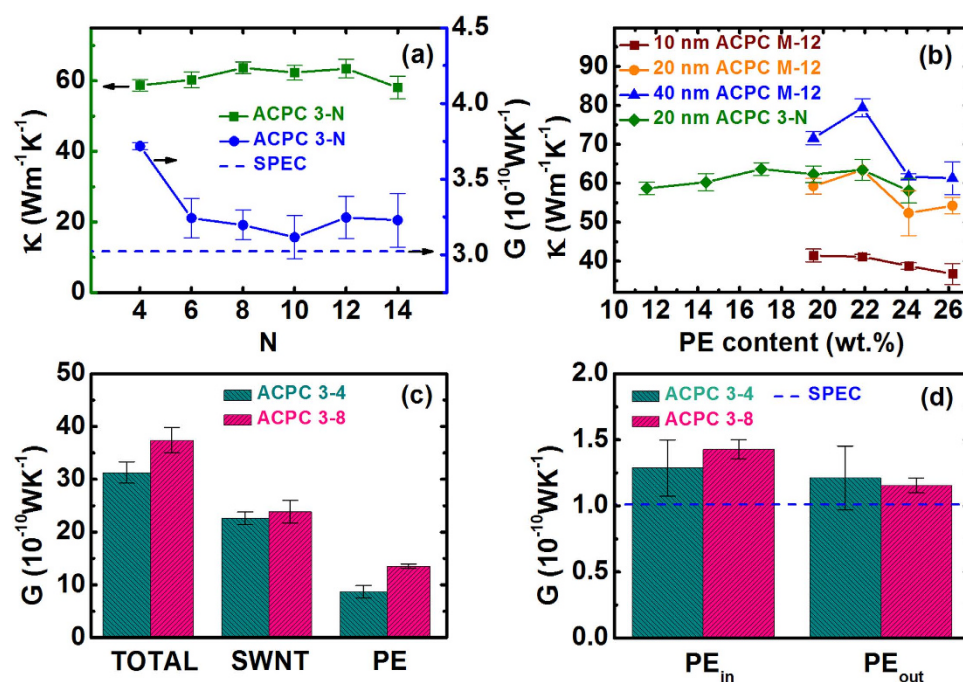 (a)
κ (Wm⁻¹K⁻¹)
60
40
20
0
ACPC 3-N
ACPC 3-N
SPEC
4.5
4.0
3.5
3.0
G (10⁻¹⁰WK⁻¹)
4 6 8 10 12 14
N
(b)
10 nm ACPC M-12
20 nm ACPC M-12
40 nm ACPC M-12
20 nm ACPC 3-N
κ (Wm⁻¹K⁻¹)
90
80
70
60
50
40
10 12 14 16 18 20 22 24 26
PE content (wt.%)
(c)
ACPC 3-4
ACPC 3-8
G (10⁻¹⁰WK⁻¹)
50
40
30
20
10
0
TOTAL SWNT PE
(d)
ACPC 3-4 SPEC
ACPC 3-8
G (10⁻¹⁰WK⁻¹)
2.0
1.5
1.0
0.5
0.0
PEin PEout